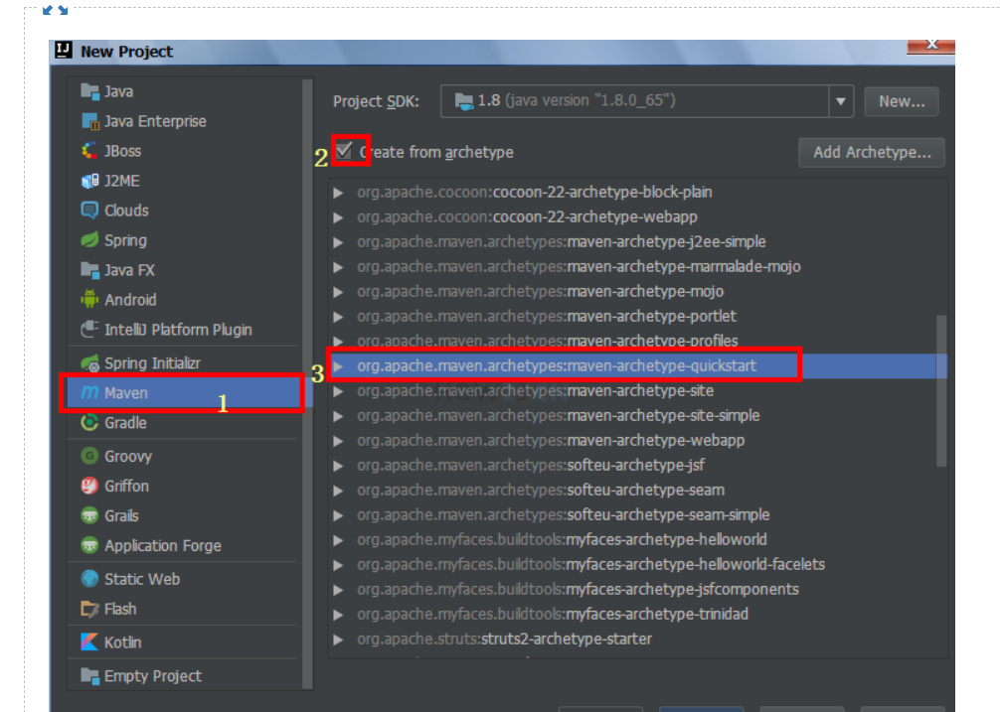 New Project
Java
Java Enterprise
JBoss
J2ME
Clouds
Spring
Java FX
Android
IntelliJ Platform Plugin
Spring Initializr
Maven
1
Gradle
Groovy
Griffon
Grails
Application Forge
Static Web
Flash
Kotlin
Empty Project
Project SDK: 1.8 (java version "1.8.0_65") New...
2 Create from archetype Add Archetype...
org.apache.cocoon:cocoon-22-archetype-block-plain
org.apache.cocoon:cocoon-22-archetype-webapp
org.apache.maven.archetypes:maven-archetype-j2ee-simple
org.apache.maven.archetypes:maven-archetype-marmalade-mojo
org.apache.maven.archetypes:maven-archetype-mojo
org.apache.maven.archetypes:maven-archetype-portlet
org.apache.maven.archetypes:maven-archetype-profiles
3 org.apache.maven.archetypes:maven-archetype-quickstart
org.apache.maven.archetypes:maven-archetype-site
org.apache.maven.archetypes:maven-archetype-site-simple
org.apache.maven.archetypes:maven-archetype-webapp
org.apache.maven.archetypes:softeu-archetype-jsf
org.apache.maven.archetypes:softeu-archetype-seam
org.apache.maven.archetypes:softeu-archetype-seam-simple
org.apache.myfaces.buildtools:myfaces-archetype-helloworld
org.apache.myfaces.buildtools:myfaces-archetype-helloworld-facelets
org.apache.myfaces.buildtools:myfaces-archetype-jsfcomponents
org.apache.myfaces.buildtools:myfaces-archetype-trinidad
org.apache.struts:struts2-archetype-starter